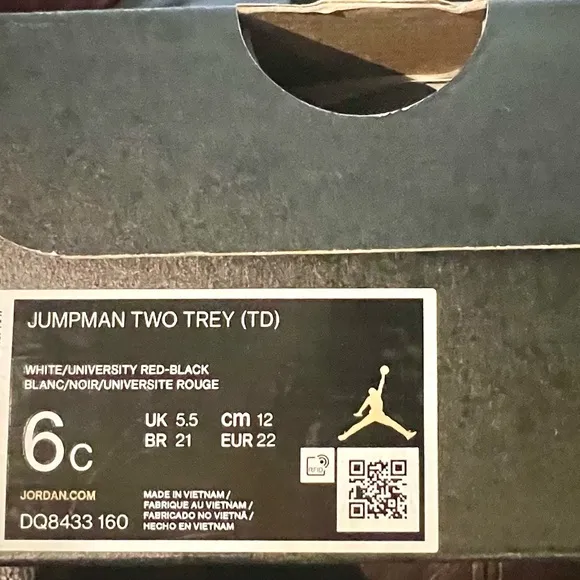 JUMPMAN TWO TREY (TD)
WHITE/UNIVERSITY RED-BLACK
BLANC/NOIR/UNIVERSITE ROUGE
6C
UK 5.5 cm 12
BR 21 EUR 22
RFID
JORDAN.COM
DQ8433 160
MADE IN VIETNAM /
FABRIQUE AU VIETNAM /
FABRICADO NO VIETNÃ /
HECHO EN VIETNAM